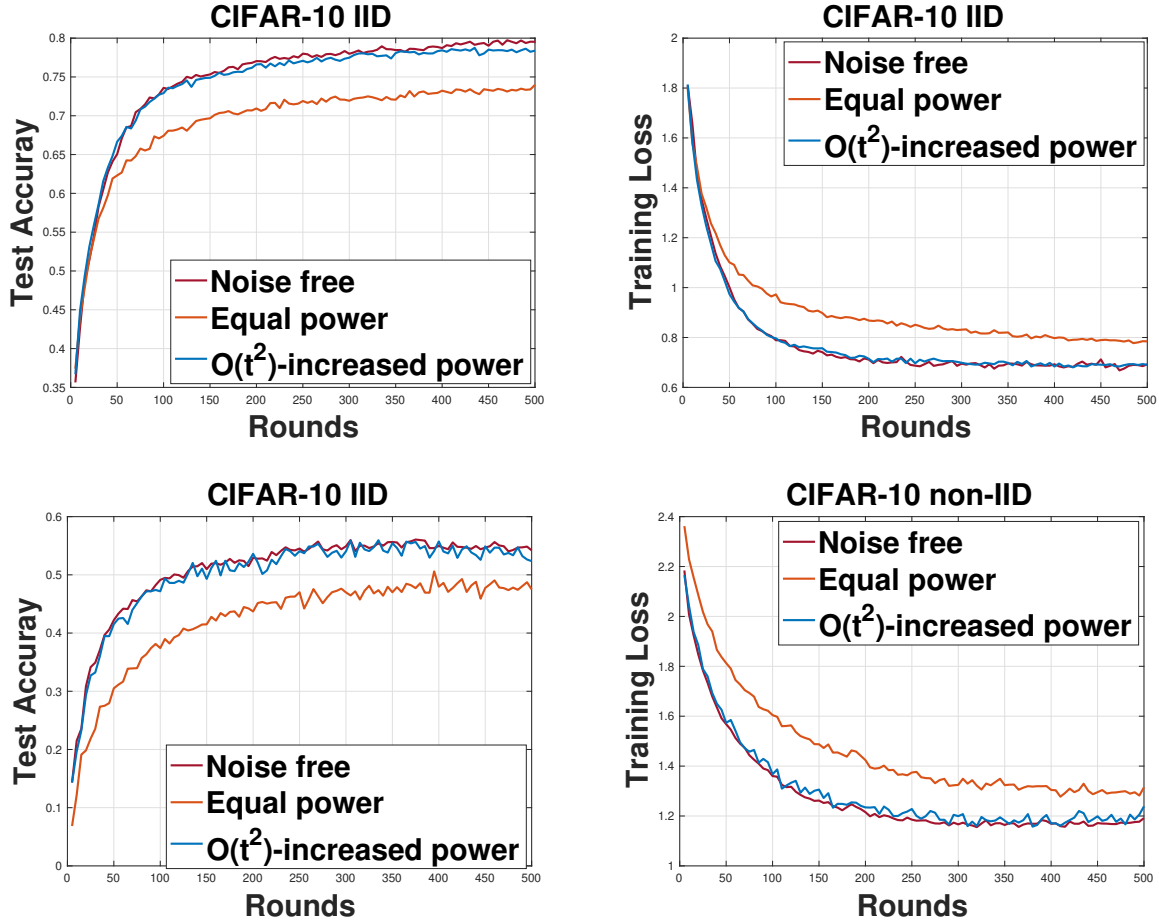 CIFAR-10 IID
0.8
0.75
0.7
0.65
0.6
0.55
0.5
0.45
0.4
0.35
0 50 100 150 200 250 300 350 400 450 500
Test Accuray
Rounds
Noise free
Equal power
O(t²)-increased power
CIFAR-10 IID
2
1.8
1.6
1.4
1.2
1
0.8
0.6
0 50 100 150 200 250 300 350 400 450 500
Training Loss
Rounds
Noise free
Equal power
O(t²)-increased power
CIFAR-10 IID
0.6
0.5
0.4
0.3
0.2
0.1
0
0 50 100 150 200 250 300 350 400 450 500
Test Accuray
Rounds
Noise free
Equal power
O(t²)-increased power
CIFAR-10 non-IID
2.4
2.2
2
1.8
1.6
1.4
1.2
1
0 50 100 150 200 250 300 350 400 450 500
Training Loss
Rounds
Noise free
Equal power
O(t²)-increased power